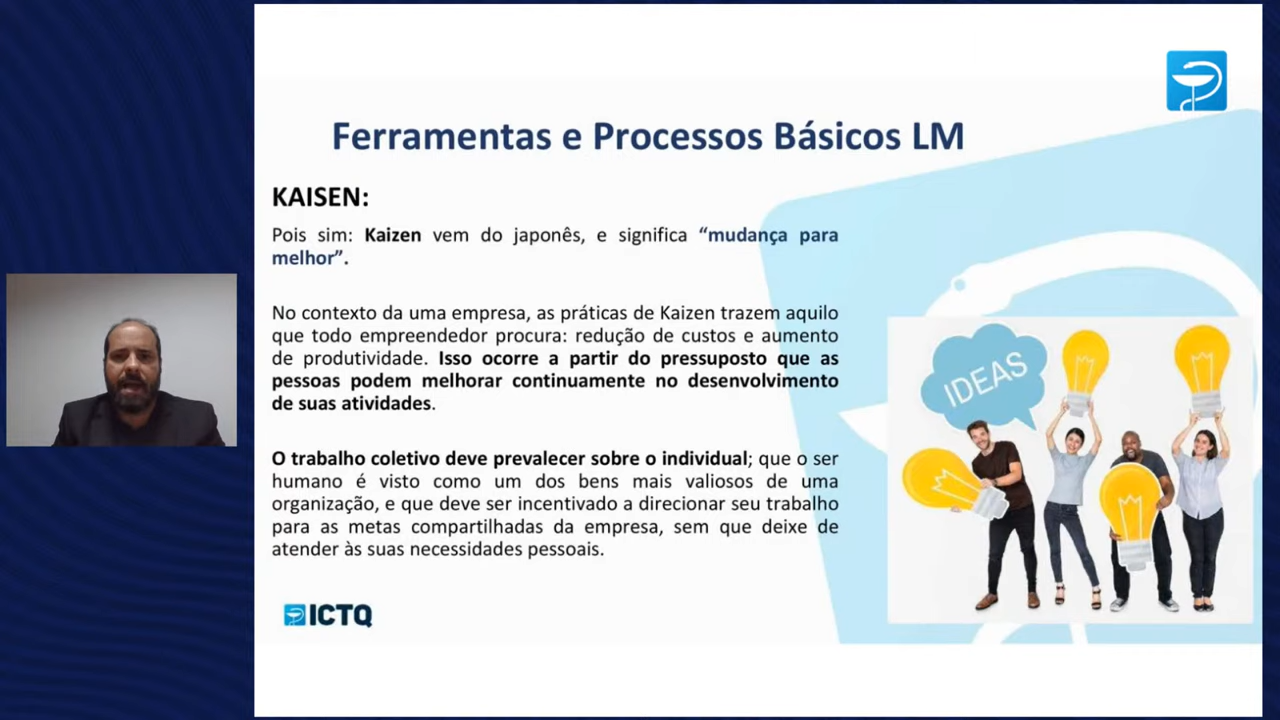 Ferramentas e Processos Básicos LM
KAISEN:
Pois sim: Kaizen vem do japonês, e significa “mudança para
melhor”.
No contexto da uma empresa, as práticas de Kaizen trazem aquilo
que todo empreendedor procura: redução de custos e aumento
de produtividade. Isso ocorre a partir do pressuposto que as
pessoas podem melhorar continuamente no desenvolvimento
de suas atividades.
O trabalho coletivo deve prevalecer sobre o individual; que o ser
humano é visto como um dos bens mais valiosos de uma
organização, e que deve ser incentivado a direcionar seu trabalho
para as metas compartilhadas da empresa, sem que deixe de
atender às suas necessidades pessoais.
IDEAS
ICTQ